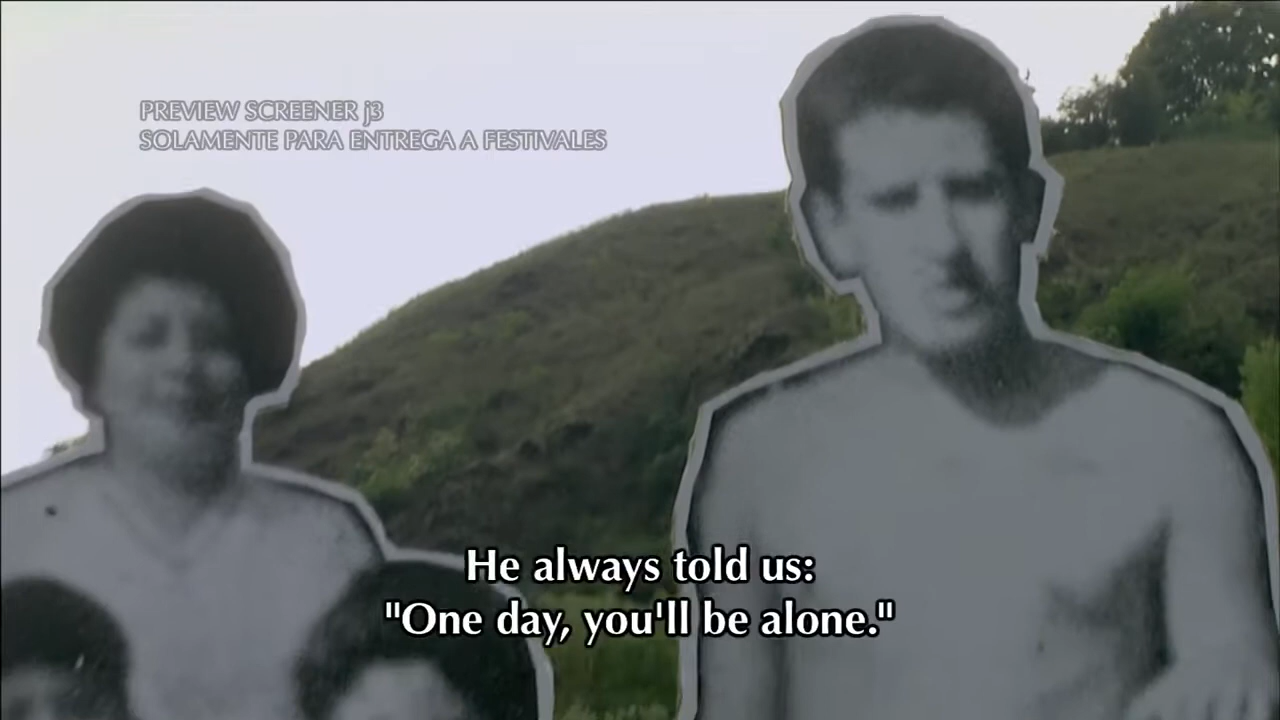 PREVIEW SCREENER j3
SOLAMENTE PARA ENTREGA A FESTIVALES
He always told us:
"One day, you'll be alone."